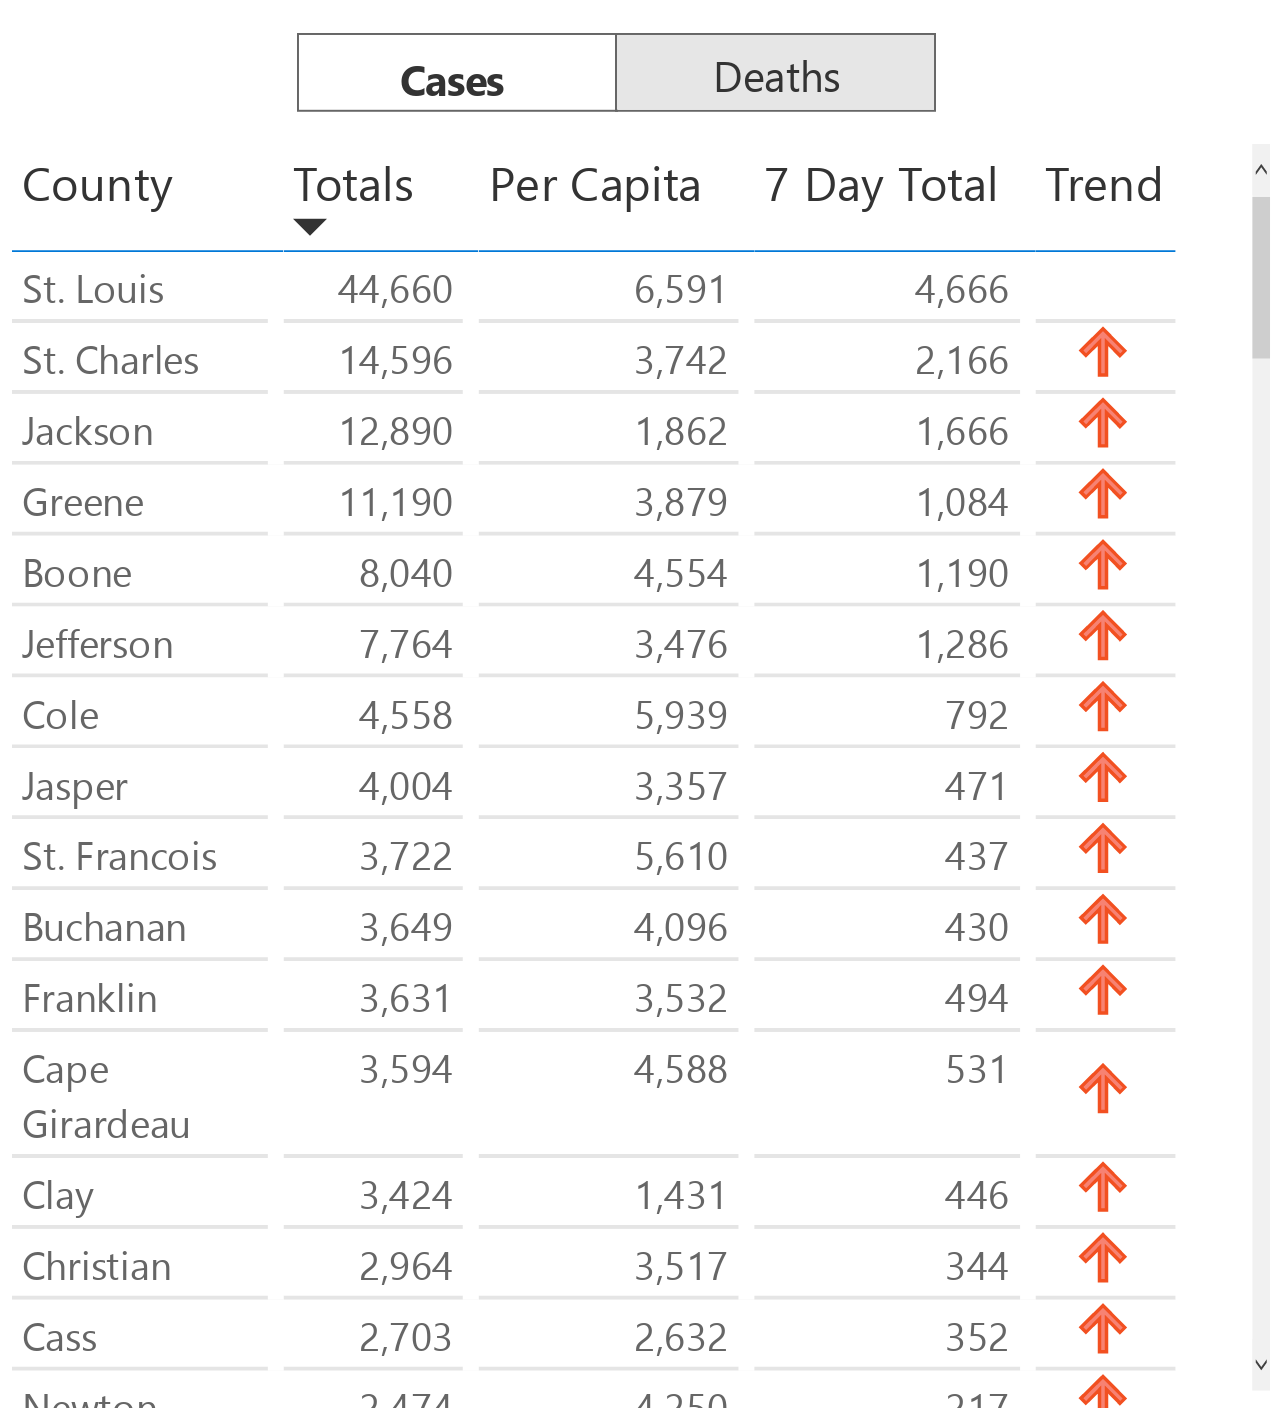 Cases Deaths
County Totals Per Capita 7 Day Total Trend
St. Louis 44,660 6,591 4,666
St. Charles 14,596 3,742 2,166
Jackson 12,890 1,862 1,666
Greene 11,190 3,879 1,084
Boone 8,040 4,554 1,190
Jefferson 7,764 3,476 1,286
Cole 4,558 5,939 792
Jasper 4,004 3,357 471
St. Francois 3,722 5,610 437
Buchanan 3,649 4,096 430
Franklin 3,631 3,532 494
Cape 3,594 4,588 531
Girardeau
Clay 3,424 1,431 446
Christian 2,964 3,517 344
Cass 2,703 2,632 352
Newton 2,474 4,250 217